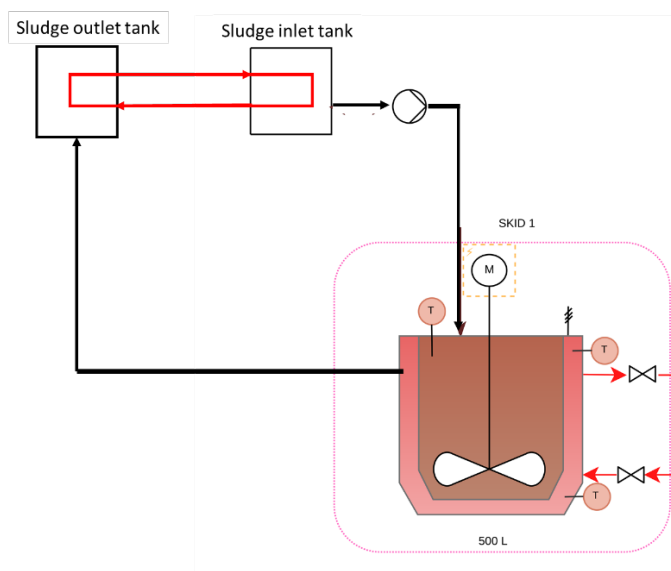 Sludge outlet tank
Sludge inlet tank
SKID 1
M
T
T
T
500 L